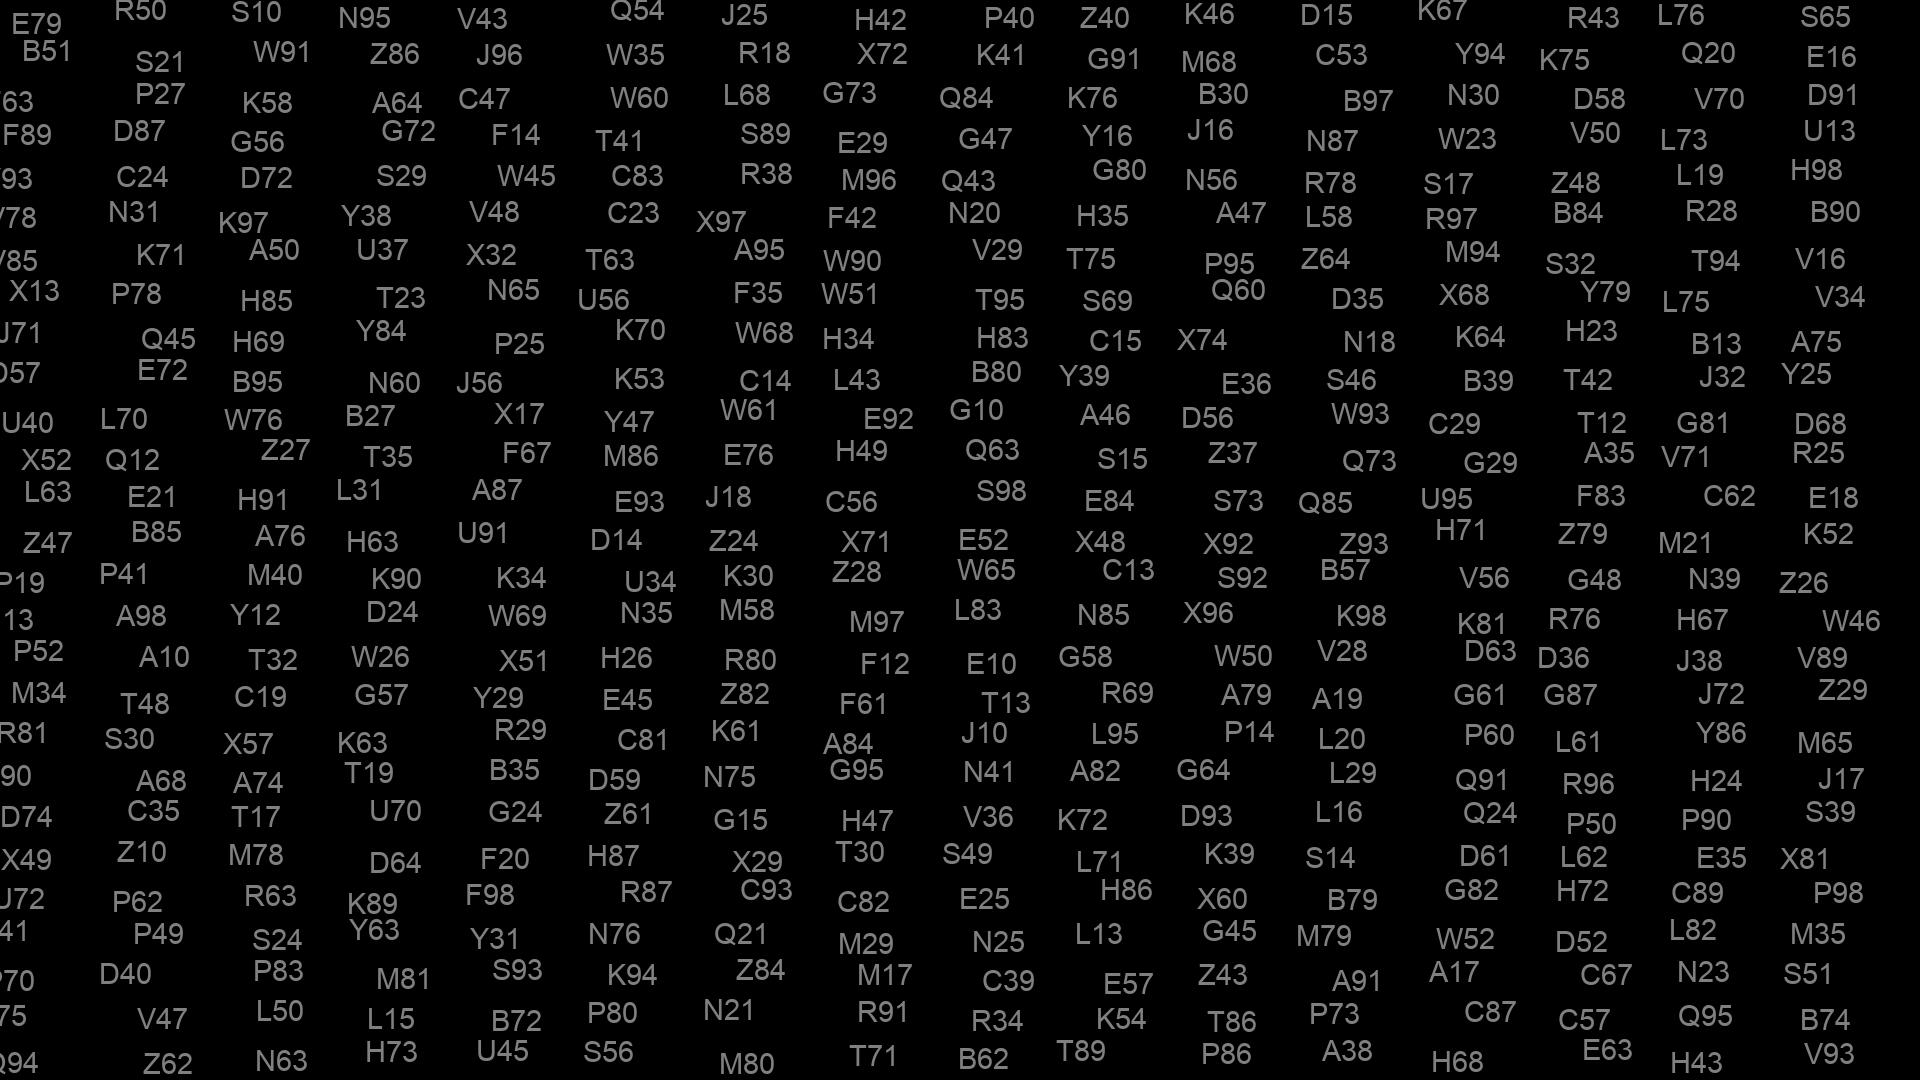 E79 R50 S10 N95 V43 Q54 J25 H42 P40 Z40 K46 D15 K67 R43 L76 S65
B51 S21 W91 Z86 J96 W35 R18 X72 K41 G91 M68 C53 Y94 K75 Q20 E16
63 P27 K58 A64 C47 W60 L68 G73 Q84 K76 B30 B97 N30 D58 V70 D91
F89 D87 G56 G72 F14 T41 S89 E29 G47 Y16 J16 N87 W23 V50 L73 U13
93 C24 D72 S29 W45 C83 R38 M96 Q43 G80 N56 R78 S17 Z48 L19 H98
V78 N31 K97 Y38 V48 C23 X97 F42 N20 H35 A47 L58 R97 B84 R28 B90
V85 K71 A50 U37 X32 T63 A95 W90 V29 T75 P95 Z64 M94 S32 T94 V16
X13 P78 H85 T23 N65 U56 F35 W51 T95 S69 Q60 D35 X68 Y79 L75 V34
J71 Q45 H69 Y84 P25 K70 W68 H34 H83 C15 X74 N18 K64 H23 B13 A75
D57 E72 B95 N60 J56 K53 C14 L43 B80 Y39 E36 S46 B39 T42 J32 Y25
U40 L70 W76 B27 X17 Y47 W61 E92 G10 A46 D56 W93 C29 T12 G81 D68
X52 Q12 Z27 T35 F67 M86 E76 H49 Q63 S15 Z37 Q73 G29 A35 V71 R25
L63 E21 H91 L31 A87 E93 J18 C56 S98 E84 S73 Q85 U95 F83 C62 E18
Z47 B85 A76 H63 U91 D14 Z24 X71 E52 X48 X92 Z93 H71 Z79 M21 K52
P19 P41 M40 K90 K34 U34 K30 Z28 W65 C13 S92 B57 V56 G48 N39 Z26
13 A98 Y12 D24 W69 N35 M58 M97 L83 N85 X96 K98 K81 R76 H67 W46
P52 A10 T32 W26 X51 H26 R80 F12 E10 G58 W50 V28 D63 D36 J38 V89
M34 T48 C19 G57 Y29 E45 Z82 F61 T13 R69 A79 A19 G61 G87 J72 Z29
R81 S30 X57 K63 R29 C81 K61 A84 J10 L95 P14 L20 P60 L61 Y86 M65
90 A68 A74 T19 B35 D59 N75 G95 N41 A82 G64 L29 Q91 R96 H24 J17
D74 C35 T17 U70 G24 Z61 G15 H47 V36 K72 D93 L16 Q24 P50 P90 S39
X49 Z10 M78 D64 F20 H87 X29 T30 S49 L71 K39 S14 D61 L62 E35 X81
U72 P62 R63 K89 F98 R87 C93 C82 E25 H86 X60 B79 G82 H72 C89 P98
41 P49 S24 Y63 Y31 N76 Q21 M29 N25 L13 G45 M79 W52 D52 L82 M35
70 D40 P83 M81 S93 K94 Z84 M17 C39 E57 Z43 A91 A17 C67 N23 S51
75 V47 L50 L15 B72 P80 N21 R91 R34 K54 T86 P73 C87 C57 Q95 B74
Q94 Z62 N63 H73 U45 S56 M80 T71 B62 T89 P86 A38 H68 E63 H43 V93